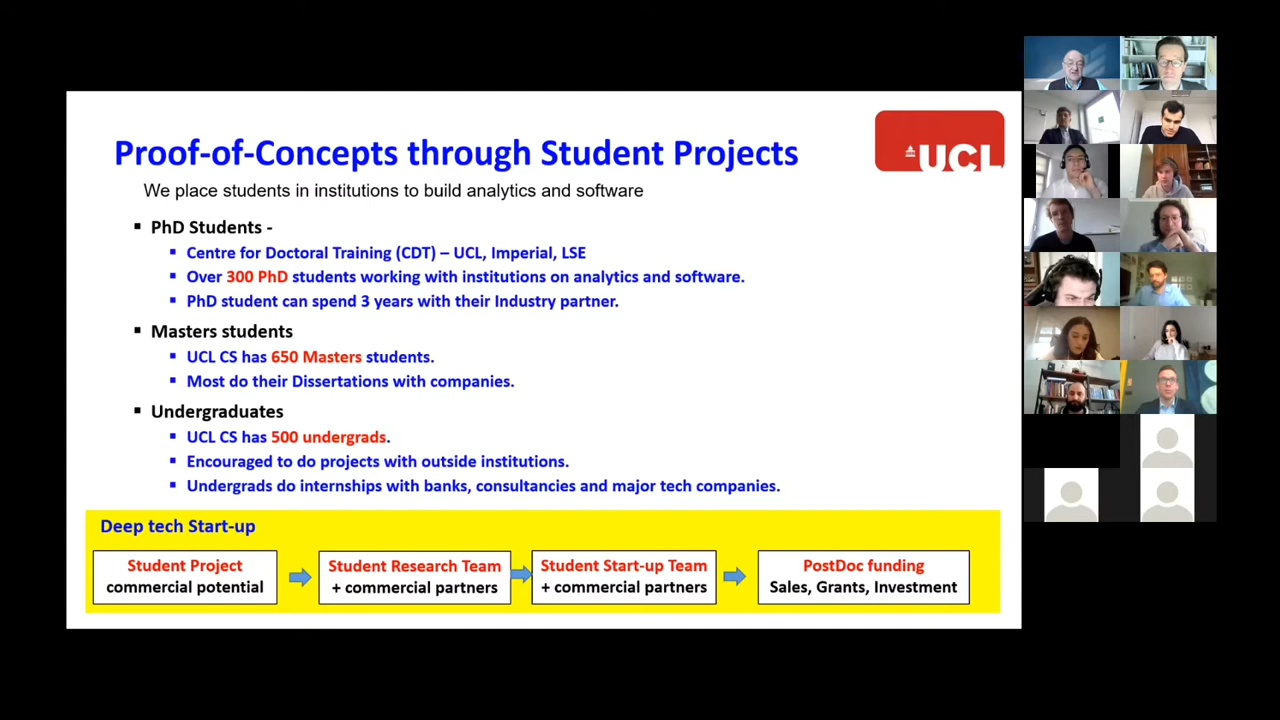 Proof-of-Concepts through Student Projects
UCL
We place students in institutions to build analytics and software
PhD Students -
Centre for Doctoral Training (CDT) – UCL, Imperial, LSE
Over 300 PhD students working with institutions on analytics and software.
PhD student can spend 3 years with their Industry partner.
Masters students
UCL CS has 650 Masters students.
Most do their Dissertations with companies.
Undergraduates
UCL CS has 500 undergrads.
Encouraged to do projects with outside institutions.
Undergrads do internships with banks, consultancies and major tech companies.
Deep tech Start-up
Student Project
commercial potential
Student Research Team
+ commercial partners
Student Start-up Team
+ commercial partners
PostDoc funding
Sales, Grants, Investment